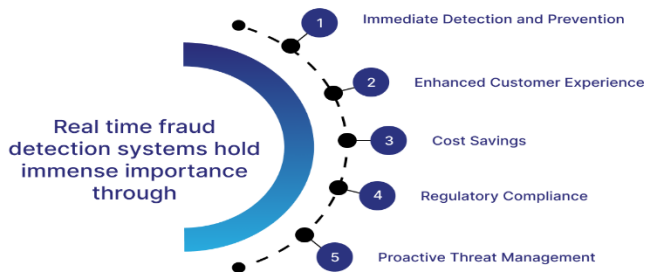 Real time fraud
detection systems hold
immense importance
through
1 Immediate Detection and Prevention
2 Enhanced Customer Experience
3 Cost Savings
4 Regulatory Compliance
5 Proactive Threat Management